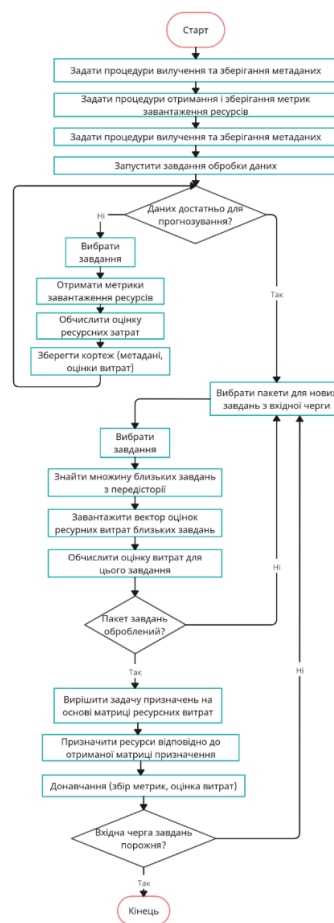 Старт
Задати процедури вилучення та зберігання метаданих
Задати процедури отримання і зберігання метрик
завантаження ресурсів
Задати процедури вилучення та зберігання метаданих
Запустити завдання обробки даних
Даних достатньо для
прогнозування?
Ні
Так
Вибрати
завдання
Отримати метрики
завантаження ресурсів
Обчислити оцінку
ресурсних затрат
Зберегти кортеж (метадані,
оцінки витрат)
Вибрати пакети для нових
завдань з вхідної черги
Вибрати
завдання
Знайти множину близьких завдань
з передісторії
Завантажити вектор оцінок
ресурних витрат близьких завдань
Обчислити оцінку витрат для
цього завдання
Ні
Пакет завдань
оброблений?
Так
Ні
Вирішити задачу призначень на
основі матриці ресурсних витрат
Призначити ресурси відповідно до
отриманої матриці призначення
Донавчання (збір метрик, оцінка витрат)
Вхідна черга завдань
порожня?
Так
Кінець